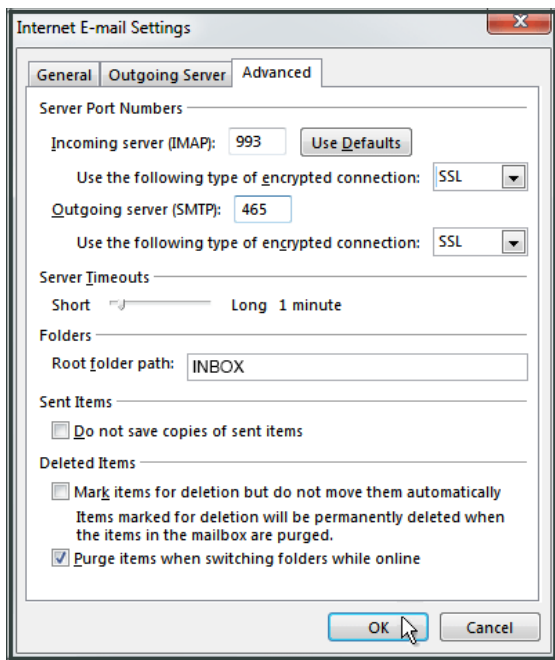 Internet E-mail Settings
X
General Outgoing Server Advanced
Server Port Numbers
Incoming server (IMAP): 993 Use Defaults
Use the following type of encrypted connection: SSL
Outgoing server (SMTP): 465
Use the following type of encrypted connection: SSL
Server Timeouts
Short Long 1 minute
Folders
Root folder path: INBOX
Sent Items
Do not save copies of sent items
Deleted Items
Mark items for deletion but do not move them automatically
Items marked for deletion will be permanently deleted when
the items in the mailbox are purged.
Purge items when switching folders while online
OK Cancel